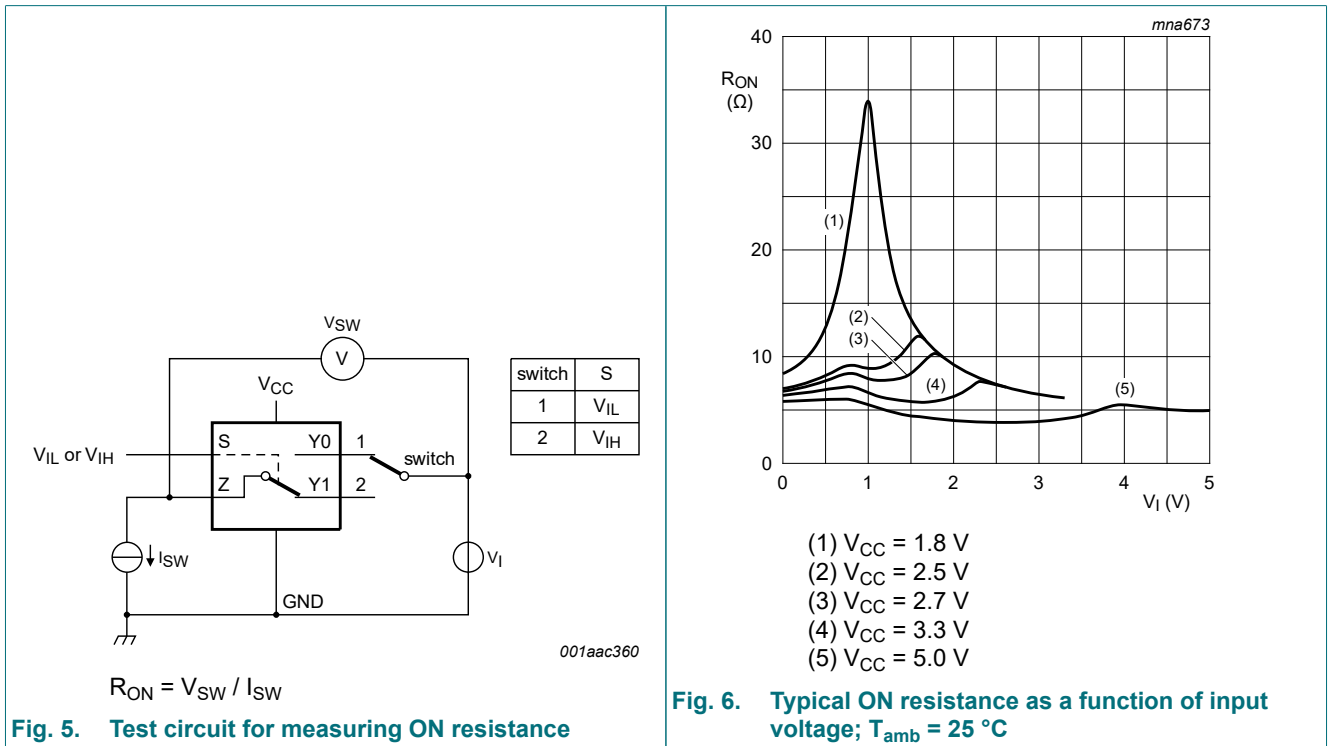 VSW
V
VCC
switch S
1 VIL
2 VIH
S Y0 1
VIL or VIH
switch
Z Y1 2
ISW
VI
GND
001aac360
RON = VSW / ISW
Fig. 5. Test circuit for measuring ON resistance
mna673
40
RON
(Ω)
30
(1)
20
(2)
(3)
10
(4)
(5)
0
0 1 2 3 4 5
VI (V)
(1) VCC = 1.8 V
(2) VCC = 2.5 V
(3) VCC = 2.7 V
(4) VCC = 3.3 V
(5) VCC = 5.0 V
Fig. 6. Typical ON resistance as a function of input
voltage; Tamb = 25 °C